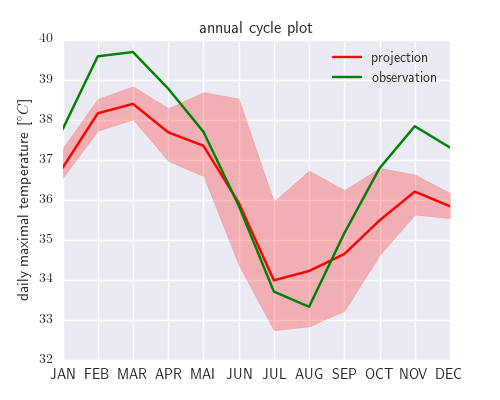 annual cycle plot
projection
observation
daily maximal temperature [°C]
40
39
38
37
36
35
34
33
32
JAN FEB MAR APR MAI JUN JUL AUG SEP OCT NOV DEC